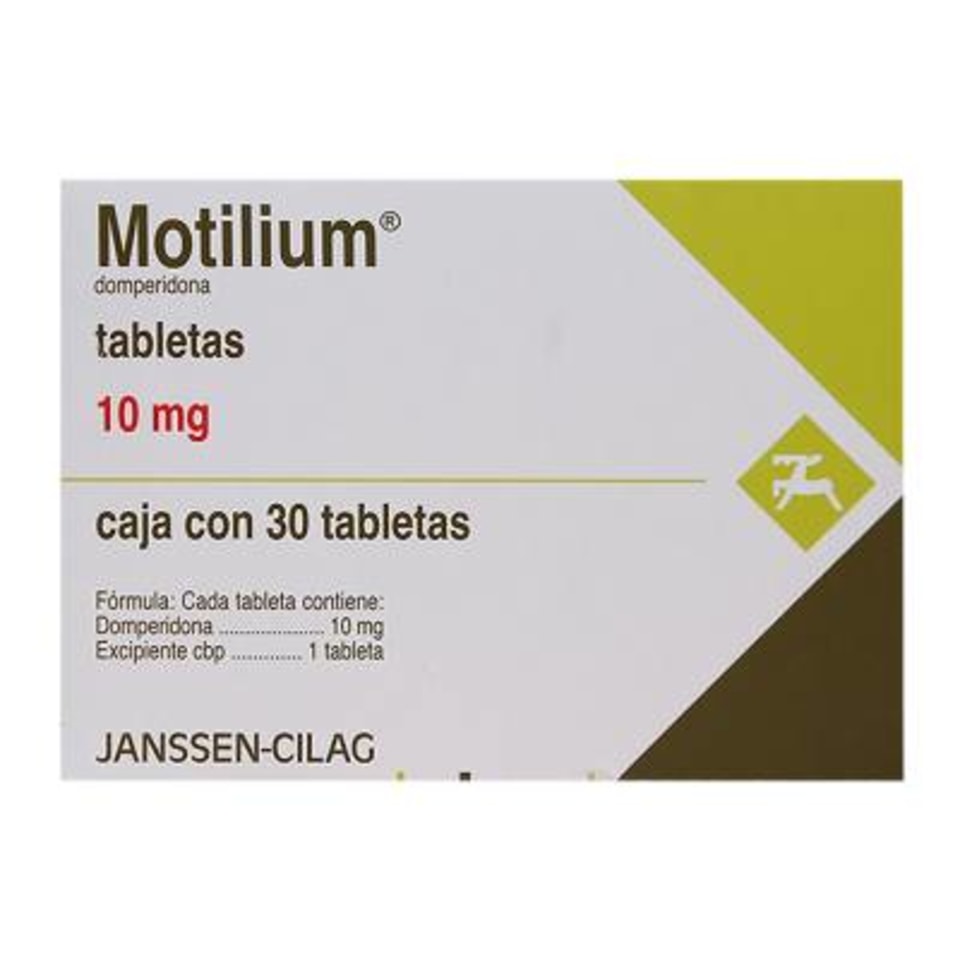 Motilium®
domperidona
tabletas
10 mg
caja con 30 tabletas
Fórmula: Cada tableta contiene:
Domperidona ..................... 10 mg
Excipiente cbp ............. 1 tableta
JANSSEN-CILAG